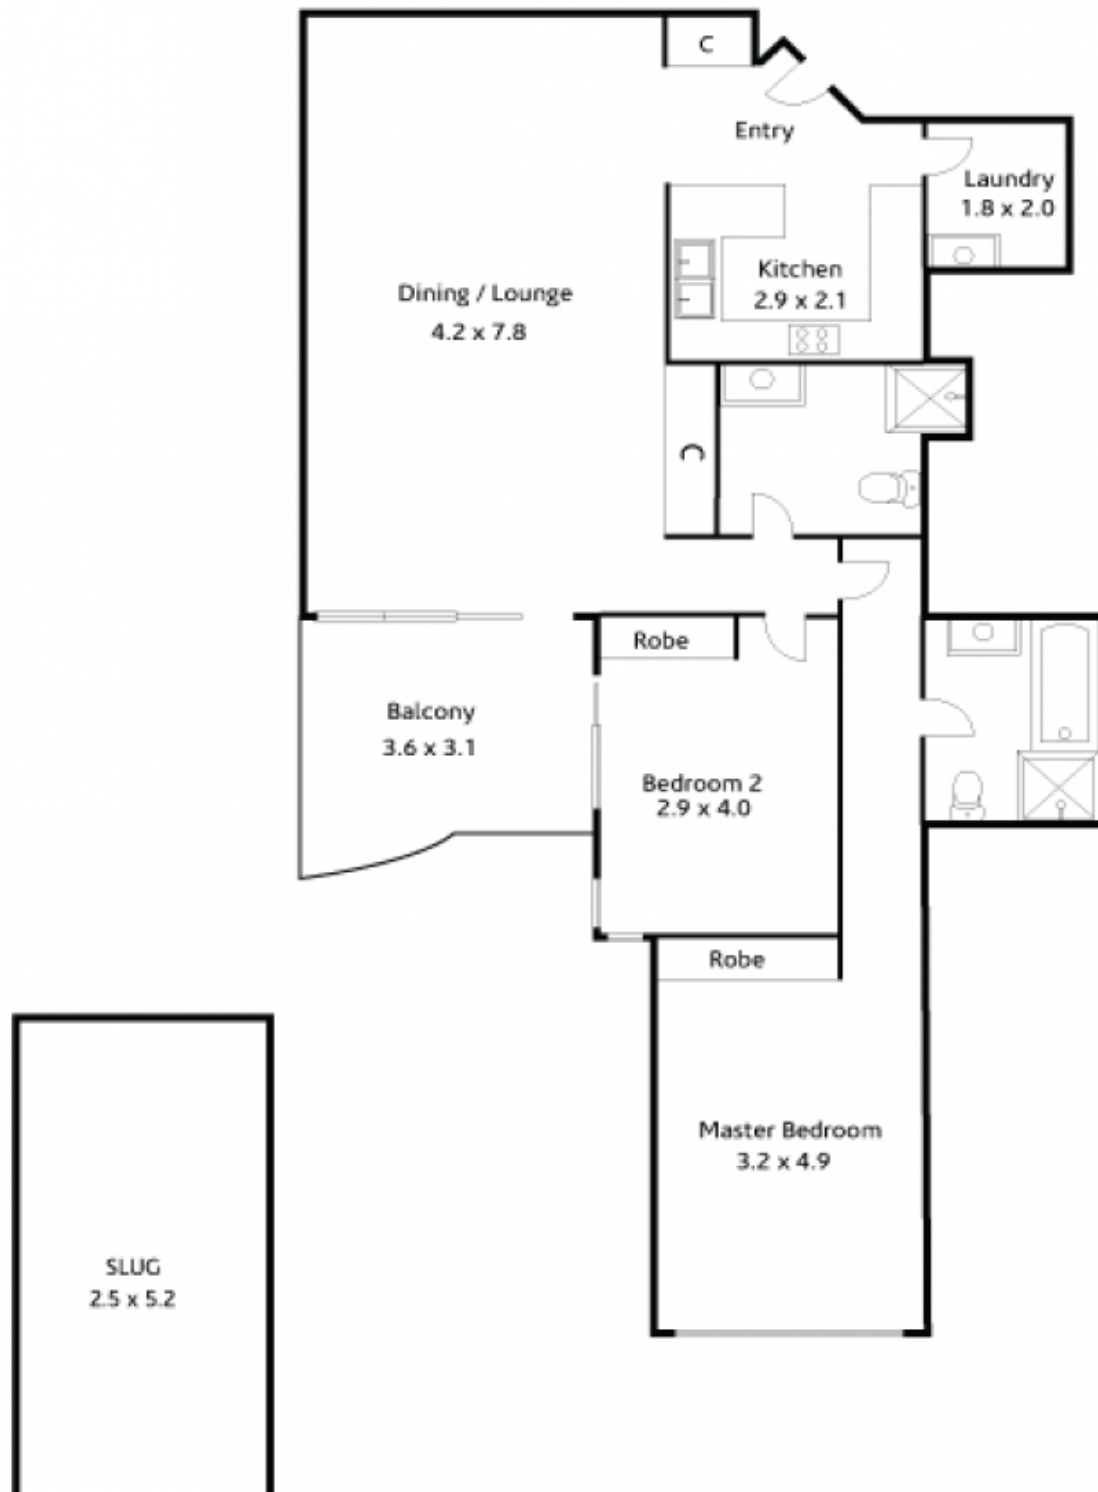 C
Entry
Laundry
1.8 x 2.0
Kitchen
2.9 x 2.1
Dining / Lounge
4.2 x 7.8
C
Robe
Balcony
3.6 x 3.1
Bedroom 2
2.9 x 4.0
Robe
Master Bedroom
3.2 x 4.9
SLUG
2.5 x 5.2